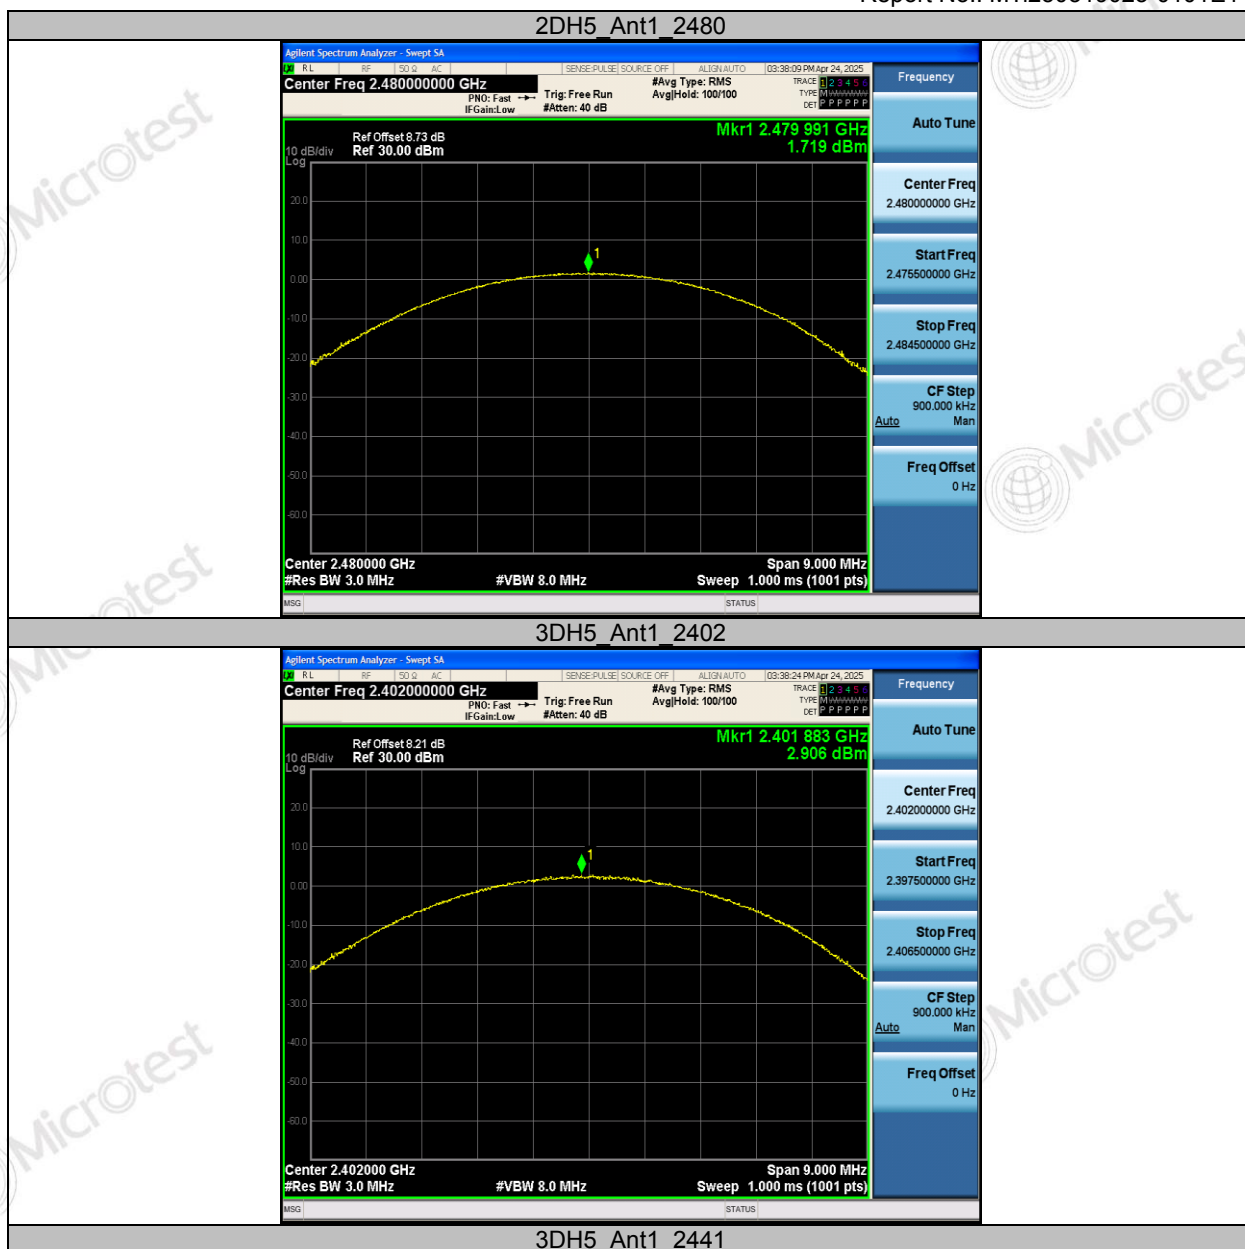 2DH5_Ant1_2480
Agilent Spectrum Analyzer - Swept SA
RL RF 50 Ω AC SENSE:PULSE SOURCE OFF ALIGN AUTO 03:38:09 PM Apr 24, 2025
Center Freq 2.480000000 GHz
PNO: Fast
IFGain:Low
Trig: Free Run
#Atten: 40 dB
#Avg Type: RMS
Avg|Hold: 100/100
TRACE 1 2 3 4 5 6
TYPE M
DET P P P P P P
Frequency
Auto Tune
Ref Offset 8.73 dB
Ref 30.00 dBm
10 dB/div
Log
Mkr1 2.479 991 GHz
1.719 dBm
20.0
10.0
0.00
-10.0
-20.0
-30.0
-40.0
-50.0
-60.0
1
Center Freq
2.480000000 GHz
Start Freq
2.475500000 GHz
Stop Freq
2.484500000 GHz
CF Step
900.000 kHz
Auto Man
Freq Offset
0 Hz
Center 2.480000 GHz
Span 9.000 MHz
#Res BW 3.0 MHz #VBW 8.0 MHz Sweep 1.000 ms (1001 pts)
MSG STATUS
3DH5_Ant1_2402
Agilent Spectrum Analyzer - Swept SA
RL RF 50 Ω AC SENSE:PULSE SOURCE OFF ALIGN AUTO 03:38:24 PM Apr 24, 2025
Center Freq 2.402000000 GHz
PNO: Fast
IFGain:Low
Trig: Free Run
#Atten: 40 dB
#Avg Type: RMS
Avg|Hold: 100/100
TRACE 1 2 3 4 5 6
TYPE M
DET P P P P P P
Frequency
Auto Tune
Ref Offset 8.21 dB
Ref 30.00 dBm
10 dB/div
Log
Mkr1 2.401 883 GHz
2.906 dBm
20.0
10.0
0.00
-10.0
-20.0
-30.0
-40.0
-50.0
-60.0
1
Center Freq
2.402000000 GHz
Start Freq
2.397500000 GHz
Stop Freq
2.406500000 GHz
CF Step
900.000 kHz
Auto Man
Freq Offset
0 Hz
Center 2.402000 GHz
Span 9.000 MHz
#Res BW 3.0 MHz #VBW 8.0 MHz Sweep 1.000 ms (1001 pts)
MSG STATUS
3DH5_Ant1_2441
Microtest
Microtest
Microtest
Microtest